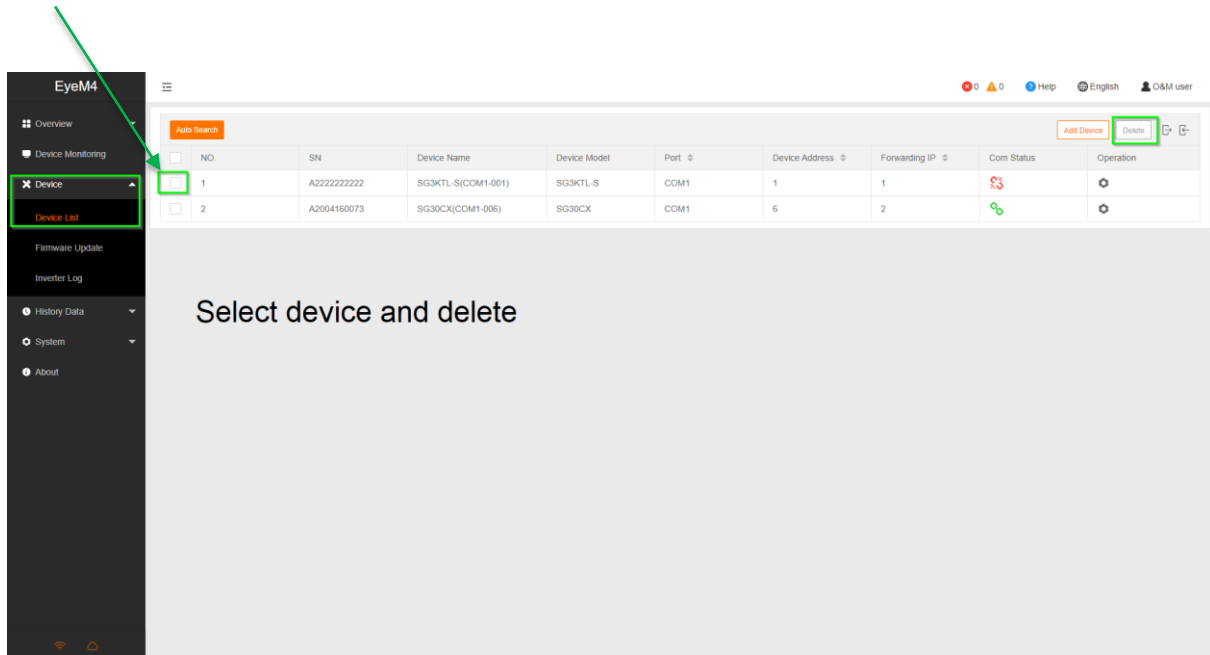 EyeM4
0 0 Help English O&M user
Overview
Device Monitoring
Device
Device List
Firmware Update
Inverter Log
History Data
System
About
Auto Search Add Device Delete
NO. SN Device Name Device Model Port Device Address Forwarding IP Com Status Operation
1 A2222222222 SG3KTL-S(COM1-001) SG3KTL-S COM1 1 1
2 A2004160073 SG30CX(COM1-006) SG30CX COM1 6 2
Select device and delete